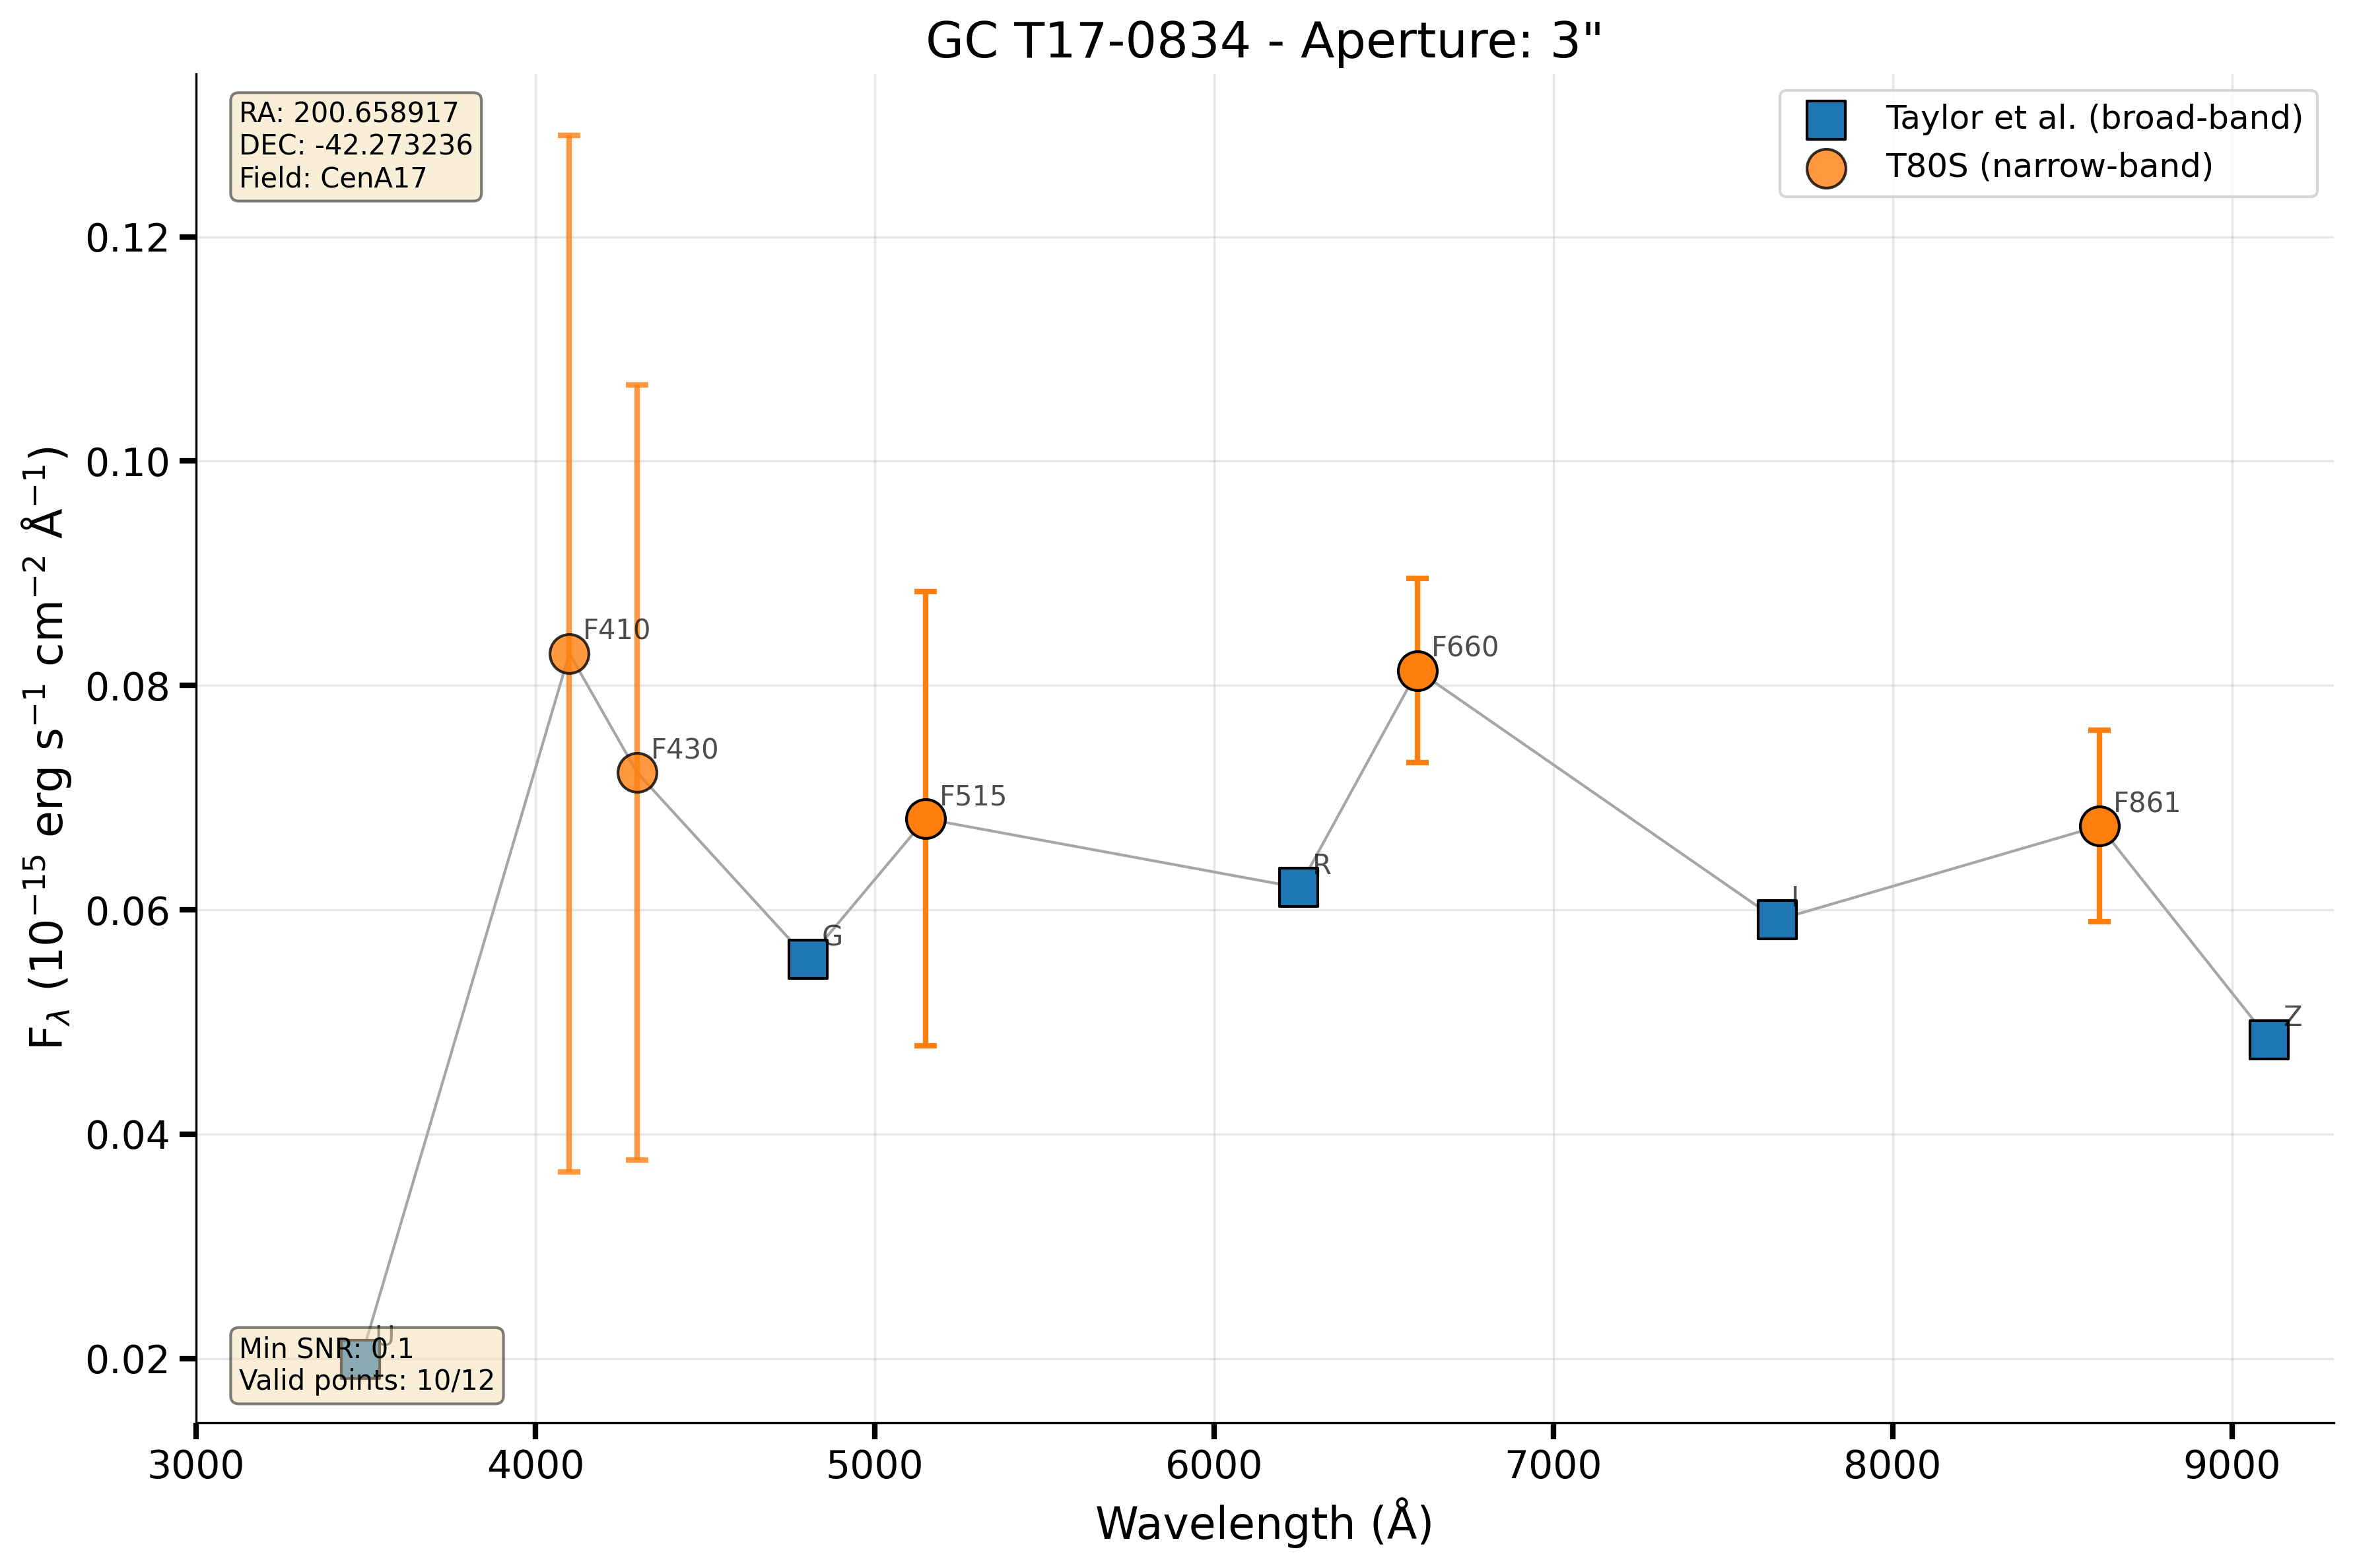 GC T17-0834 - Aperture: 3"
RA: 200.658917
DEC: -42.273236
Field: CenA17
Taylor et al. (broad-band)
T80S (narrow-band)
F_λ (10⁻¹⁵ erg s⁻¹ cm⁻² Å⁻¹)
0.12
0.10
0.08
0.06
0.04
0.02
F410
F430
G
F515
R
F660
I
F861
Z
U
Min SNR: 0.1
Valid points: 10/12
3000
4000
5000
6000
7000
8000
9000
Wavelength (Å)